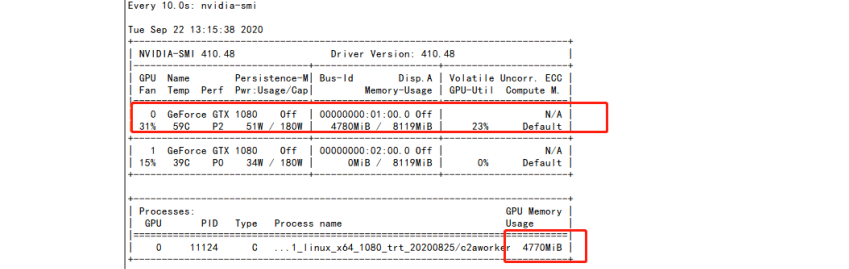 Every 10.0s: nvidia-smi
Tue Sep 22 13:15:38 2020
NVIDIA-SMI 410.48 Driver Version: 410.48
GPU Name Persistence-M| Bus-Id Disp.A | Volatile Uncorr. ECC
Fan Temp Perf Pwr:Usage/Cap| Memory-Usage | GPU-Util Compute M.
0 GeForce GTX 1080 Off | 00000000:01:00.0 Off | N/A
31% 59C P2 51W / 180W | 4780MiB / 8119MiB | 23% Default
1 GeForce GTX 1080 Off | 00000000:02:00.0 Off | N/A
15% 39C P0 34W / 180W | 0MiB / 8119MiB | 0% Default
Processes: GPU Memory
GPU PID Type Process name Usage
0 11124 C ...1_linux_x64_1080_trt_20200825/c2aworker 4770MiB